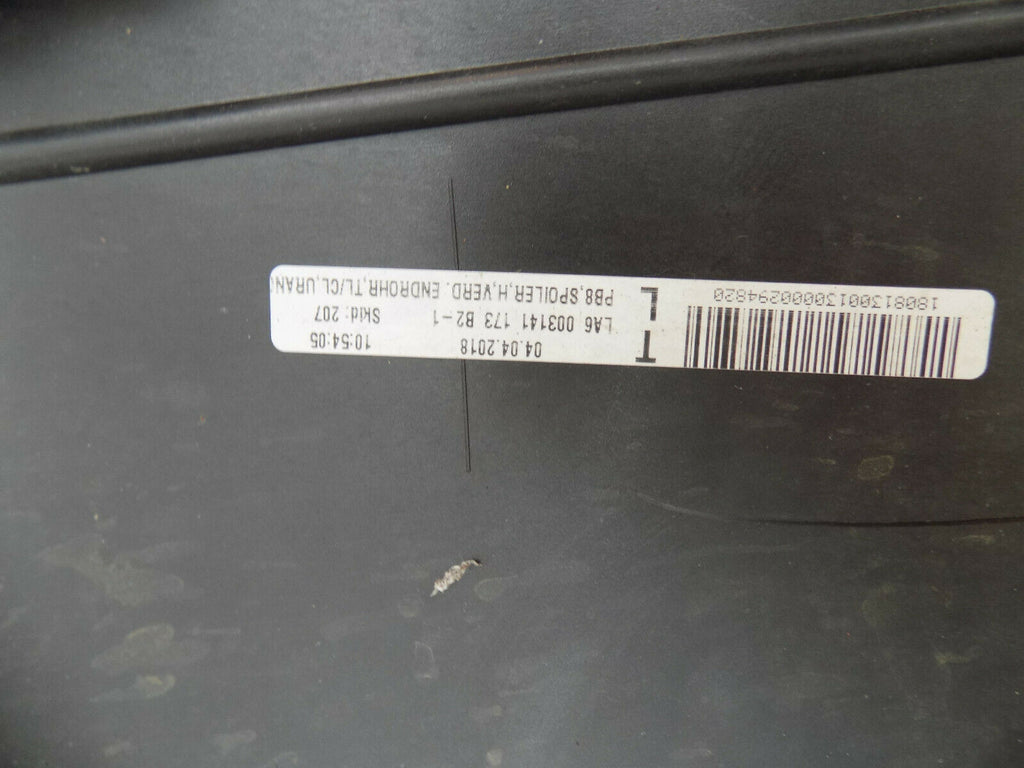 04.04.2018 10:54:05
T
LA6 003141 173 B2-1 Skid: 207
L
PB8,SPOILER,H,VERD. ENDROHR,TL/CL,URAN
18081300130000294820